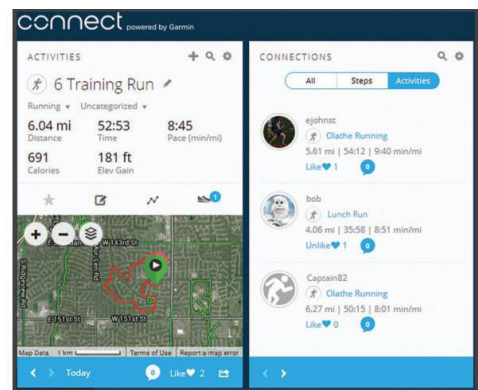 connect powered by Garmin
ACTIVITIES
6 Training Run
Running Uncategorized
6.04 mi 52:53 8:45
Distance Time Pace (min/mi)
691 181 ft
Calories Elev Gain
1
W 143rd St
S Ridgeview Rd
E 151st St W 151st St
Map Data 1 km Terms of Use Report a map error
Today 0 Like 2
CONNECTIONS
All Steps Activities
ejohnst
Olathe Running
5.61 mi | 54:12 | 9:40 min/mi
Like 1 0
bob
Lunch Run
4.06 mi | 35:58 | 8:51 min/mi
Unlike 1 0
Captain82
Olathe Running
6.27 mi | 50:15 | 8:01 min/mi
Like 0 0